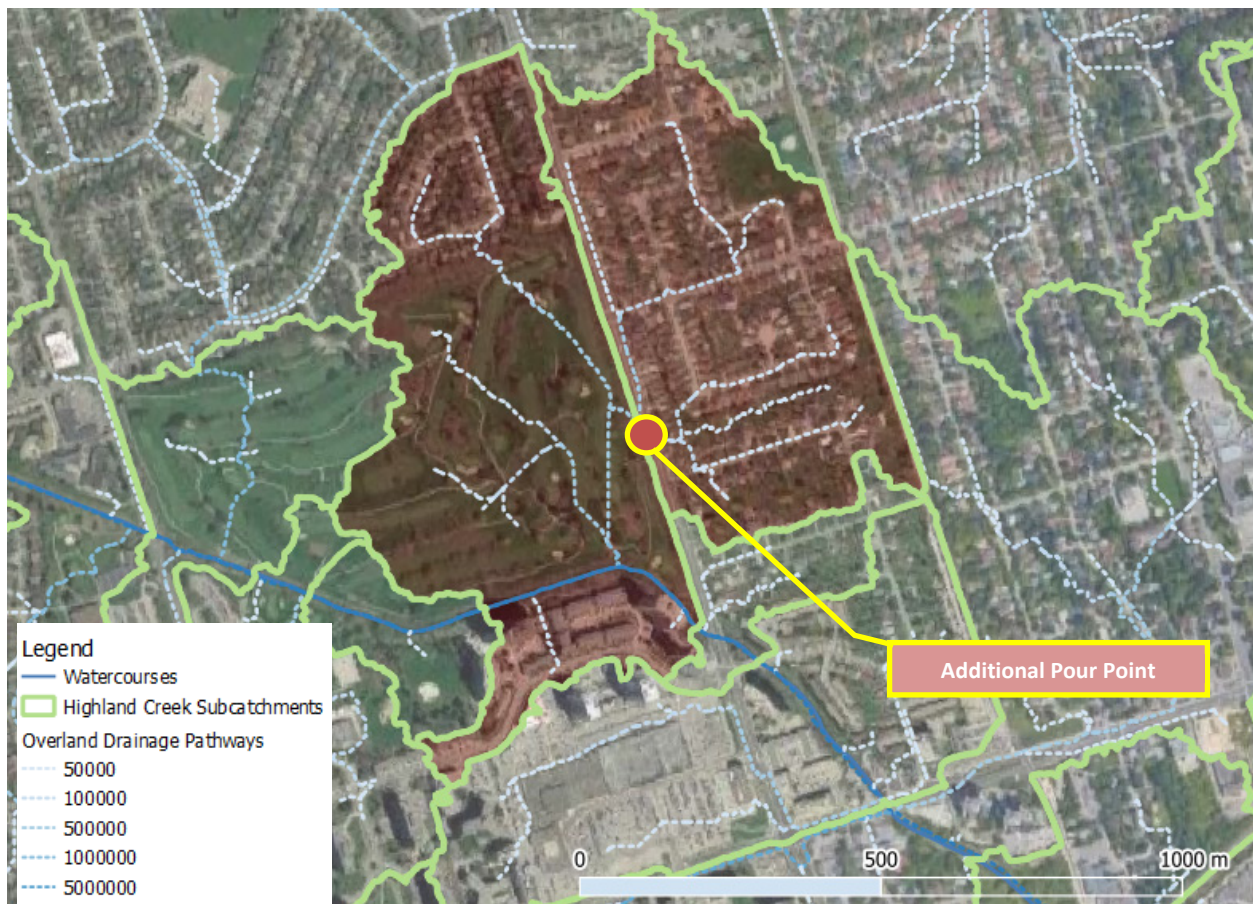 Additional Pour Point
Legend
Watercourses
Highland Creek Subcatchments
Overland Drainage Pathways
50000
100000
500000
1000000
5000000
0 500 1000 m